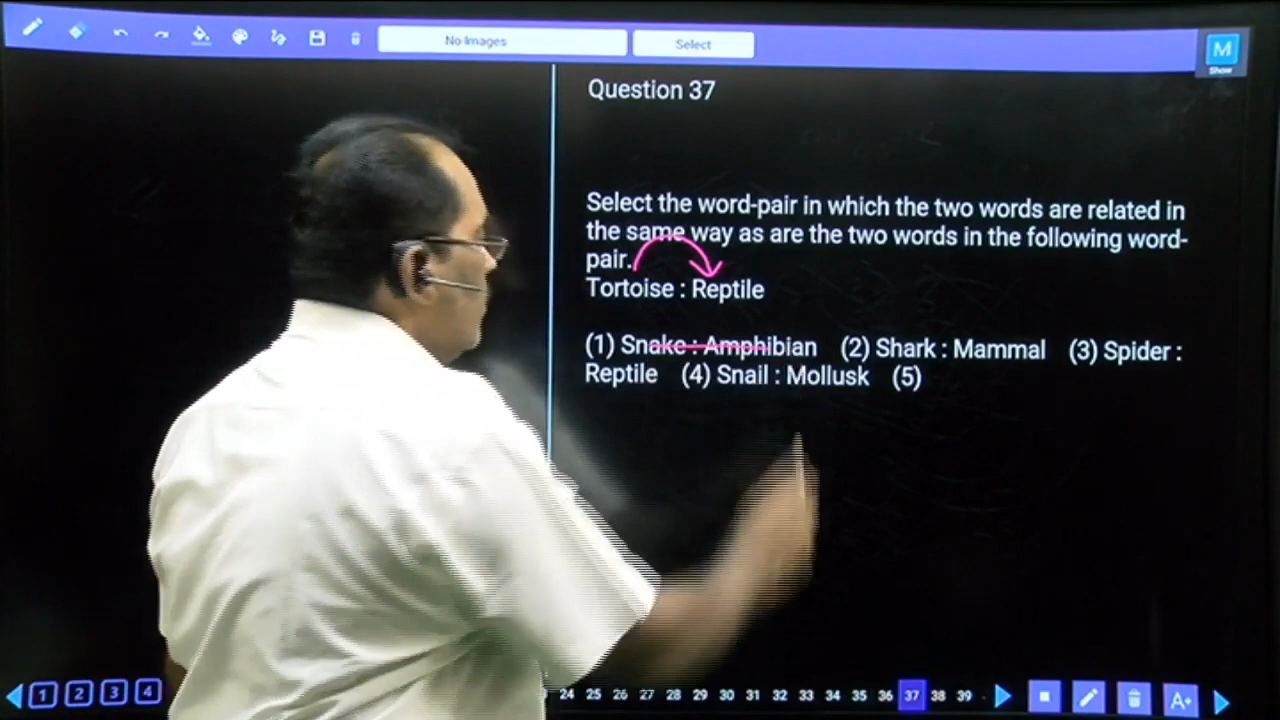 No Images
Select
M
Show
Question 37
Select the word-pair in which the two words are related in
the same way as are the two words in the following word-
pair.
Tortoise : Reptile
(1) Snake : Amphibian (2) Shark : Mammal (3) Spider :
Reptile (4) Snail : Mollusk (5)
1 2 3 4
24 25 26 27 28 29 30 31 32 33 34 35 36 37 38 39
A+